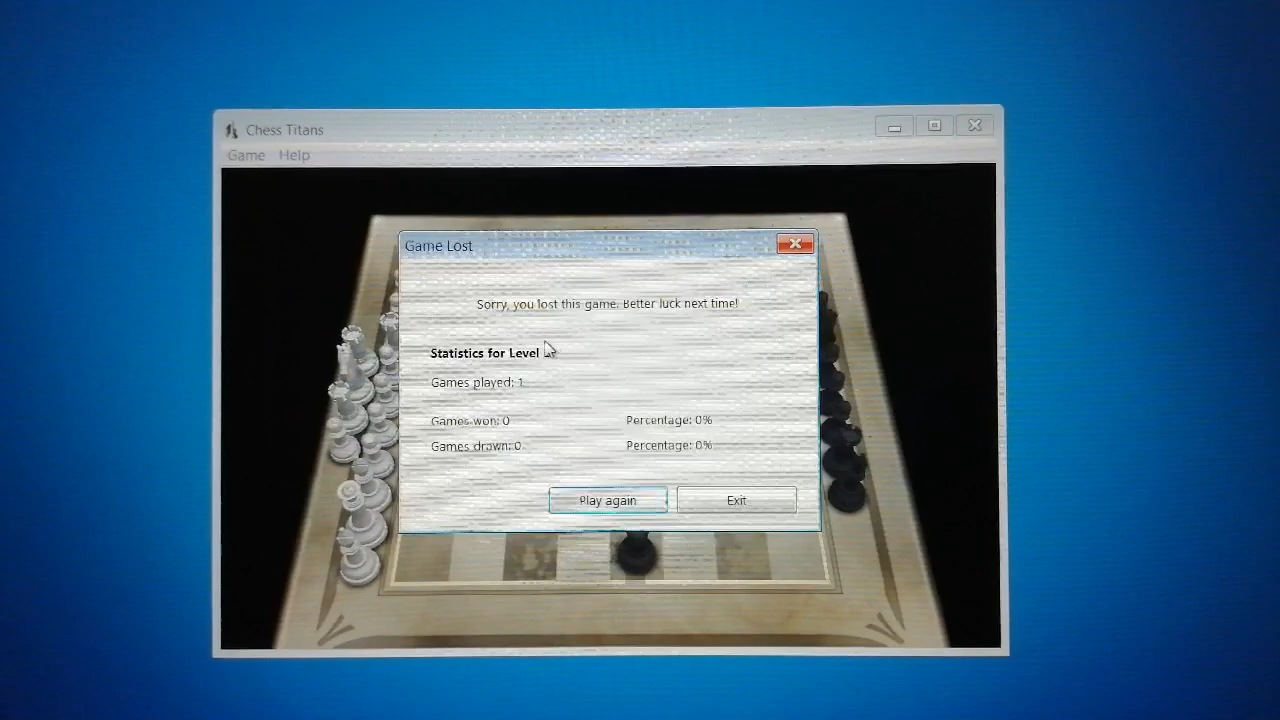 Chess Titans
Game Help
Game Lost
Sorry, you lost this game. Better luck next time!
Statistics for Level
Games played: 1
Games won: 0 Percentage: 0%
Games drawn: 0 Percentage: 0%
Play again Exit